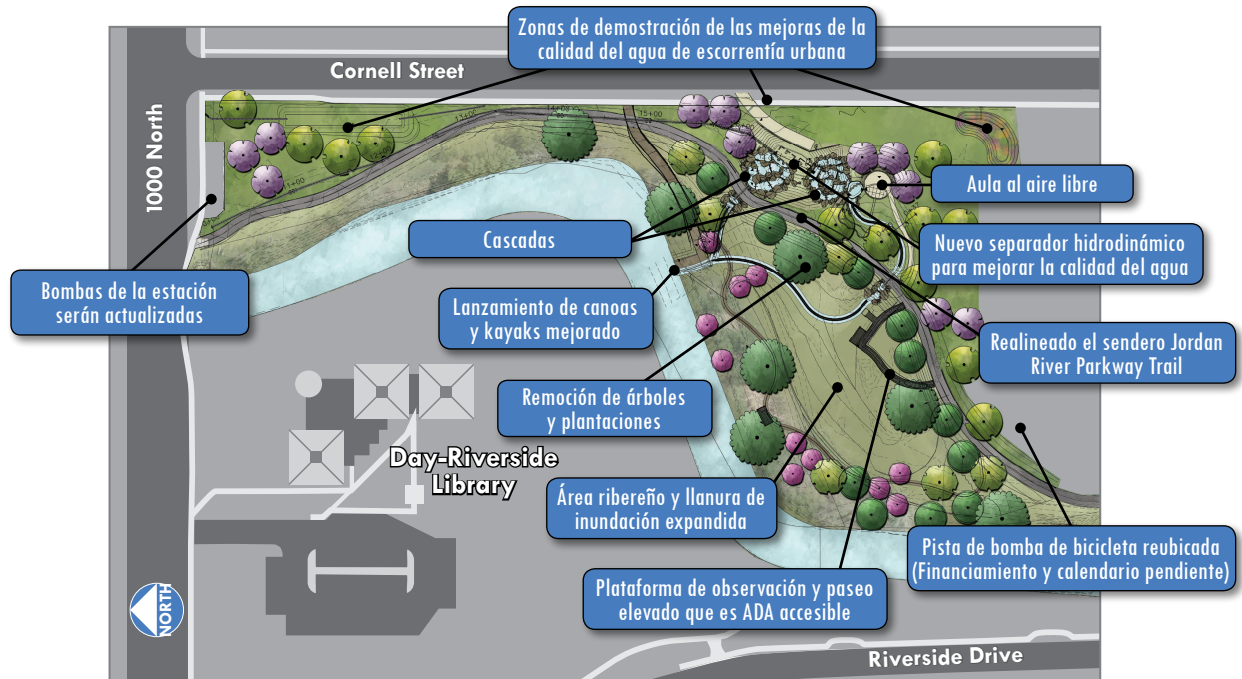 Zonas de demostración de las mejoras de la
calidad del agua de escorrentía urbana
Cornell Street
1000 North
Aula al aire libre
Cascadas
Nuevo separador hidrodinámico
para mejorar la calidad del agua
Bombas de la estación
serán actualizadas
Lanzamiento de canoas
y kayaks mejorado
Realineado el sendero Jordan
River Parkway Trail
Remoción de árboles
y plantaciones
Day-Riverside
Library
Área ribereño y llanura de
inundación expandida
Pista de bomba de bicicleta reubicada
(Financiamiento y calendario pendiente)
Plataforma de observación y paseo
elevado que es ADA accesible
NORTH
Riverside Drive